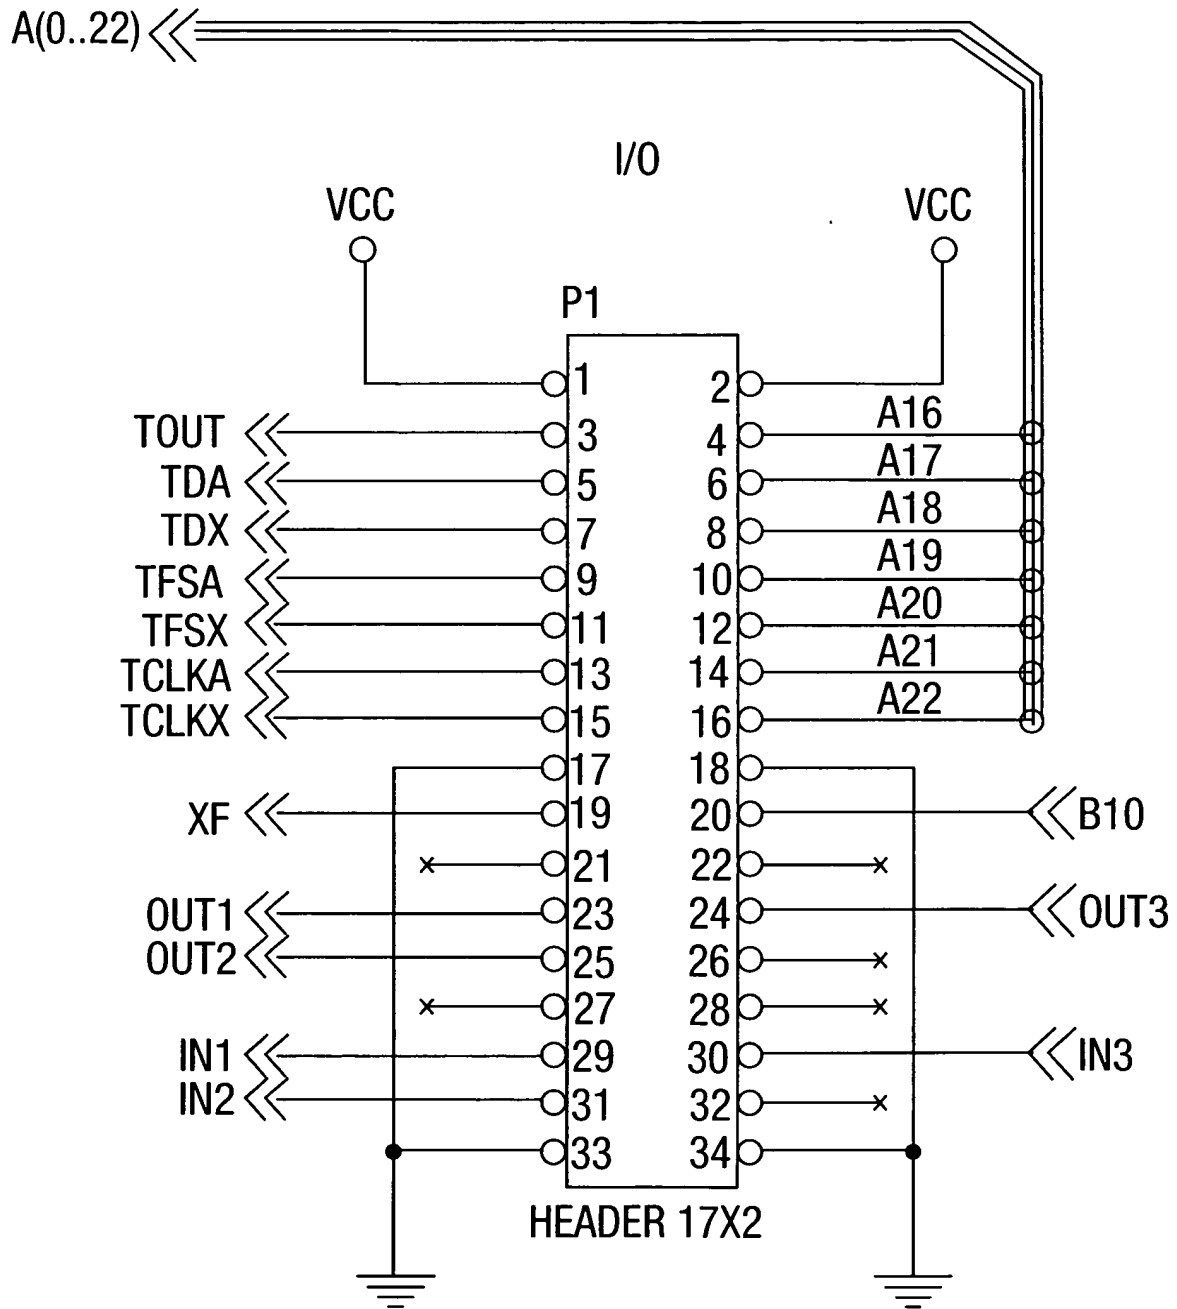 A(0..22)
I/O
VCC VCC
P1
1 2
A16
TOUT 3 4
A17
TDA 5 6
A18
TDX 7 8
A19
TFSA 9 10
A20
TFSX 11 12
A21
TCLKA 13 14
A22
TCLKX 15 16
17 18
XF 19 20 B10
21 22
OUT1 23 24 OUT3
OUT2 25 26
27 28
IN1 29 30 IN3
IN2 31 32
33 34
HEADER 17X2